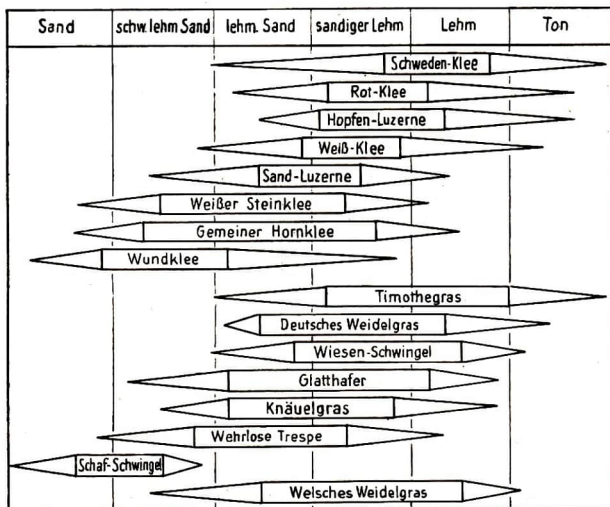 Sand schw. lehm Sand lehm. Sand sandiger Lehm Lehm Ton
Schweden-Klee
Rot-Klee
Hopfen-Luzerne
Weiß-Klee
Sand-Luzerne
Weißer Steinklee
Gemeiner Hornklee
Wundklee
Timothegras
Deutsches Weidelgras
Wiesen-Schwingel
Glatthafer
Knäuelgras
Wehrlose Trespe
Schaf-Schwingel
Welsches Weidelgras